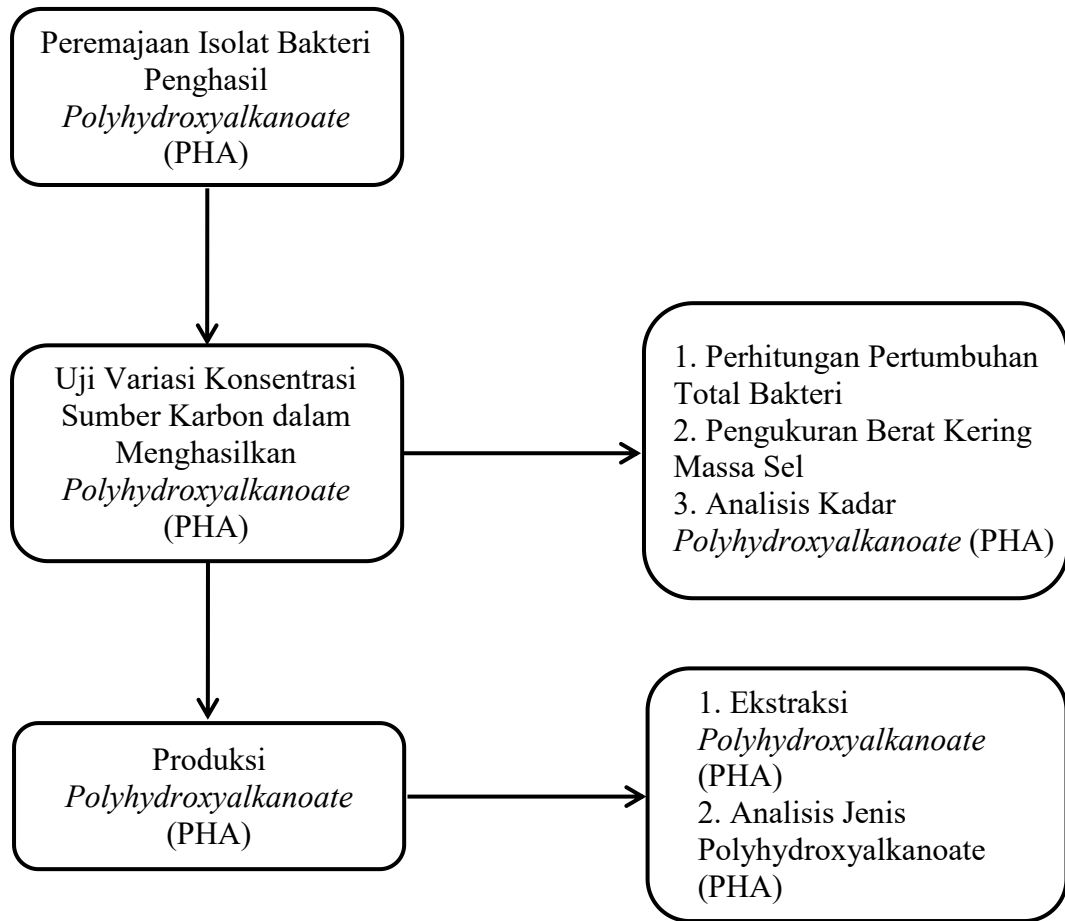 Peremajaan Isolat Bakteri
Penghasil
Polyhydroxyalkanoate
(PHA)
Uji Variasi Konsentrasi
Sumber Karbon dalam
Menghasilkan
Polyhydroxyalkanoate
(PHA)
1. Perhitungan Pertumbuhan
Total Bakteri
2. Pengukuran Berat Kering
Massa Sel
3. Analisis Kadar
Polyhydroxyalkanoate (PHA)
Produksi
Polyhydroxyalkanoate
(PHA)
1. Ekstraksi
Polyhydroxyalkanoate
(PHA)
2. Analisis Jenis
Polyhydroxyalkanoate
(PHA)